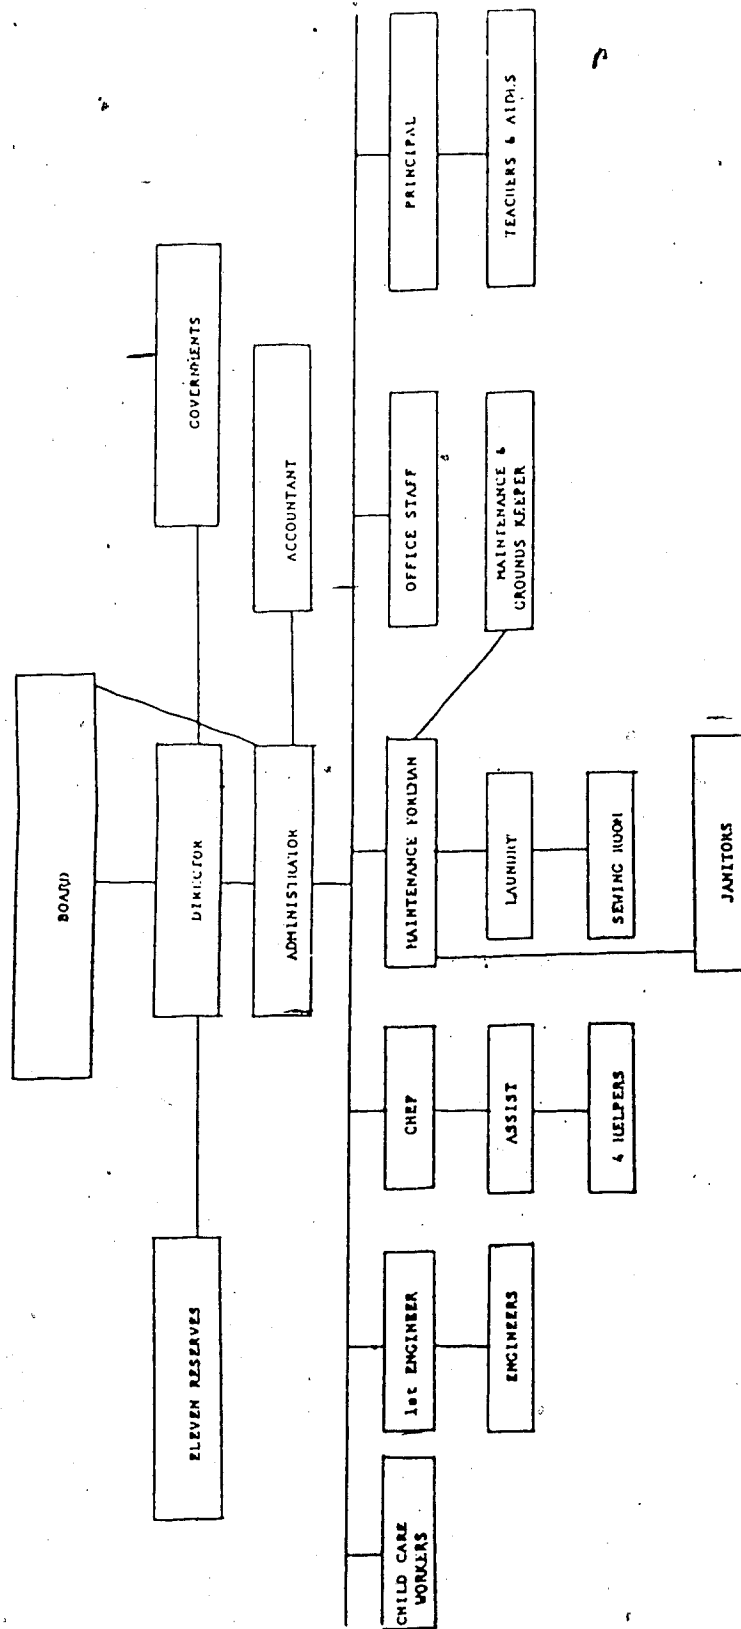 BOARD
ELEVEN RESERVES
DIRECTOR
GOVERNMENTS
ADMINISTRATOR
ACCOUNTANT
CHILD CARE
WORKERS
1st ENGINEER
CHEF
MAINTENANCE FOREMAN
OFFICE STAFF
PRINCIPAL
ENGINEERS
ASSIST
LAUNDRY
MAINTENANCE &
GROUNDS KEEPER
TEACHERS & AIDES
4 HELPERS
SEWING ROOM
JANITORS